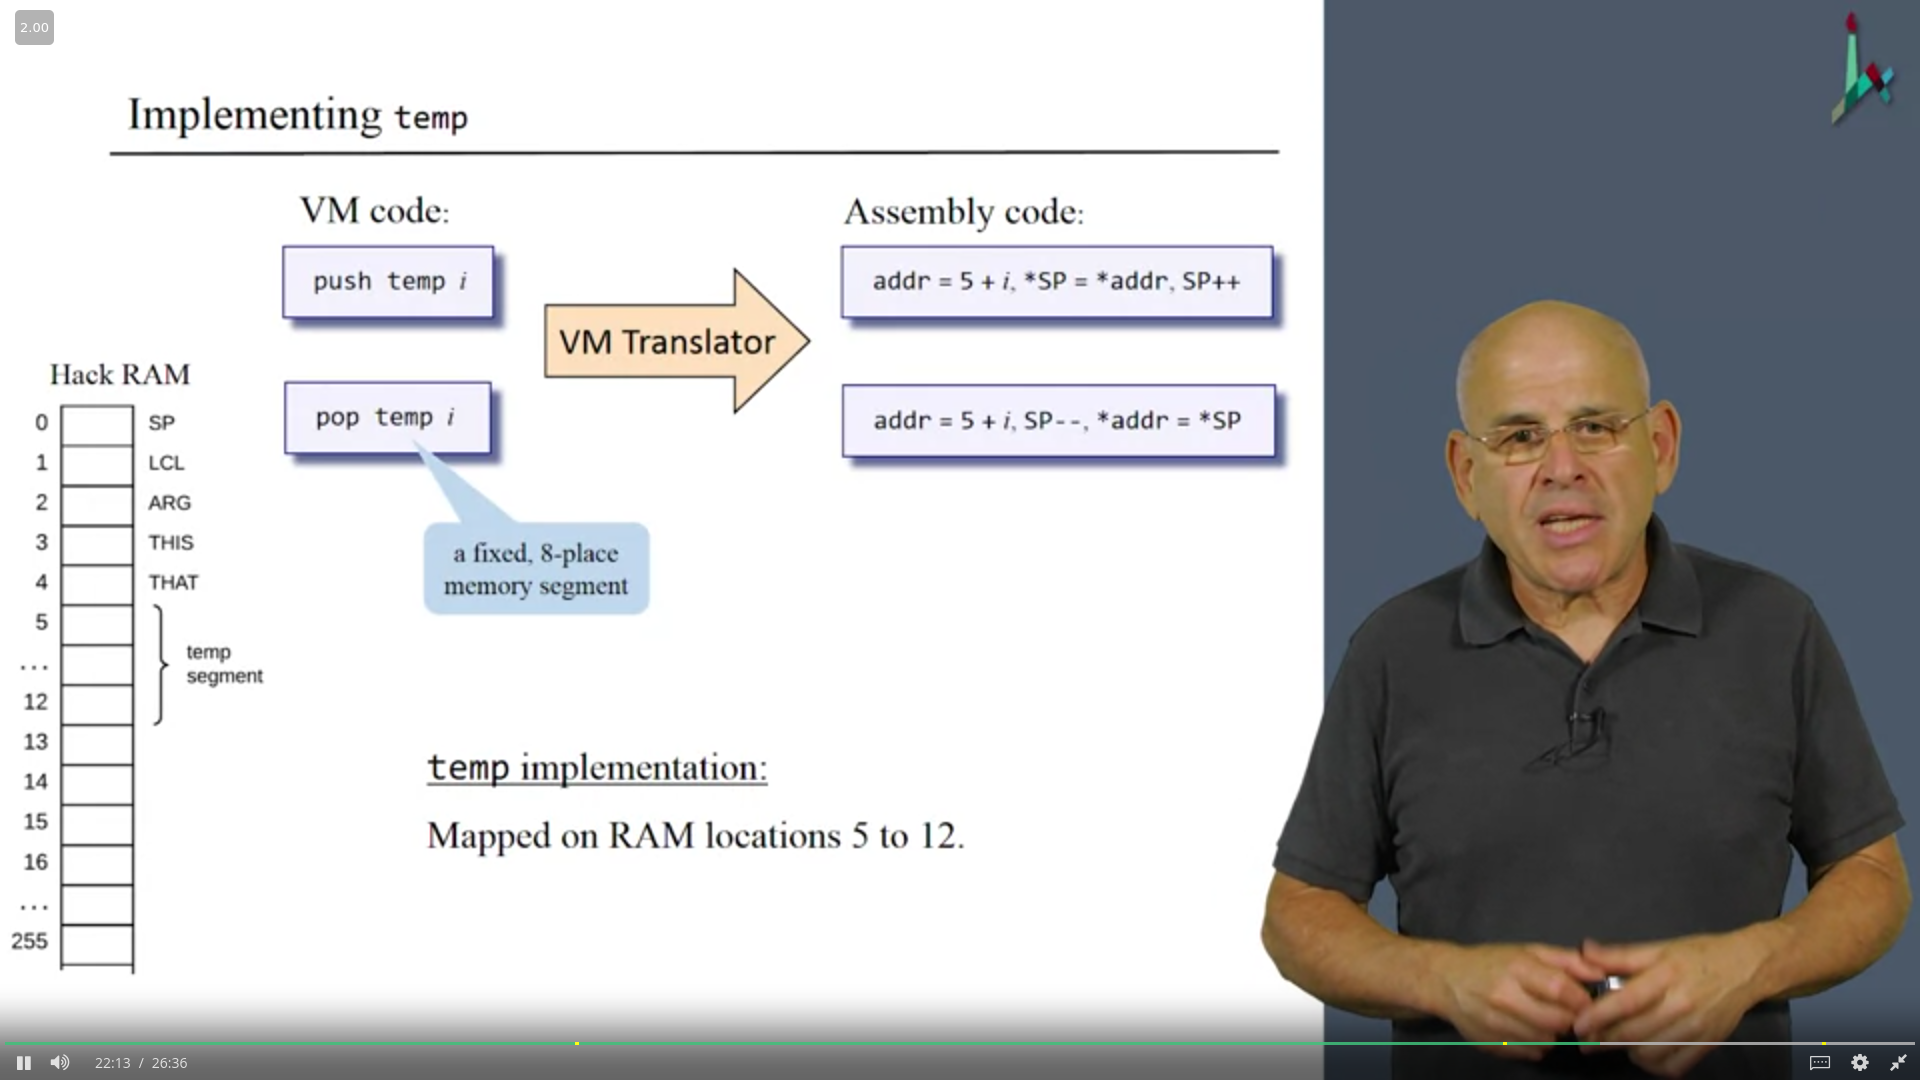 2.00
Implementing temp
VM code:
Assembly code:
push temp i
addr = 5 + i, *SP = *addr, SP++
VM Translator
pop temp i
addr = 5 + i, SP--, *addr = *SP
a fixed, 8-place
memory segment
Hack RAM
0 SP
1 LCL
2 ARG
3 THIS
4 THAT
5
...
temp
segment
12
13
14
15
16
...
255
temp implementation:
Mapped on RAM locations 5 to 12.
22:13 / 26:36